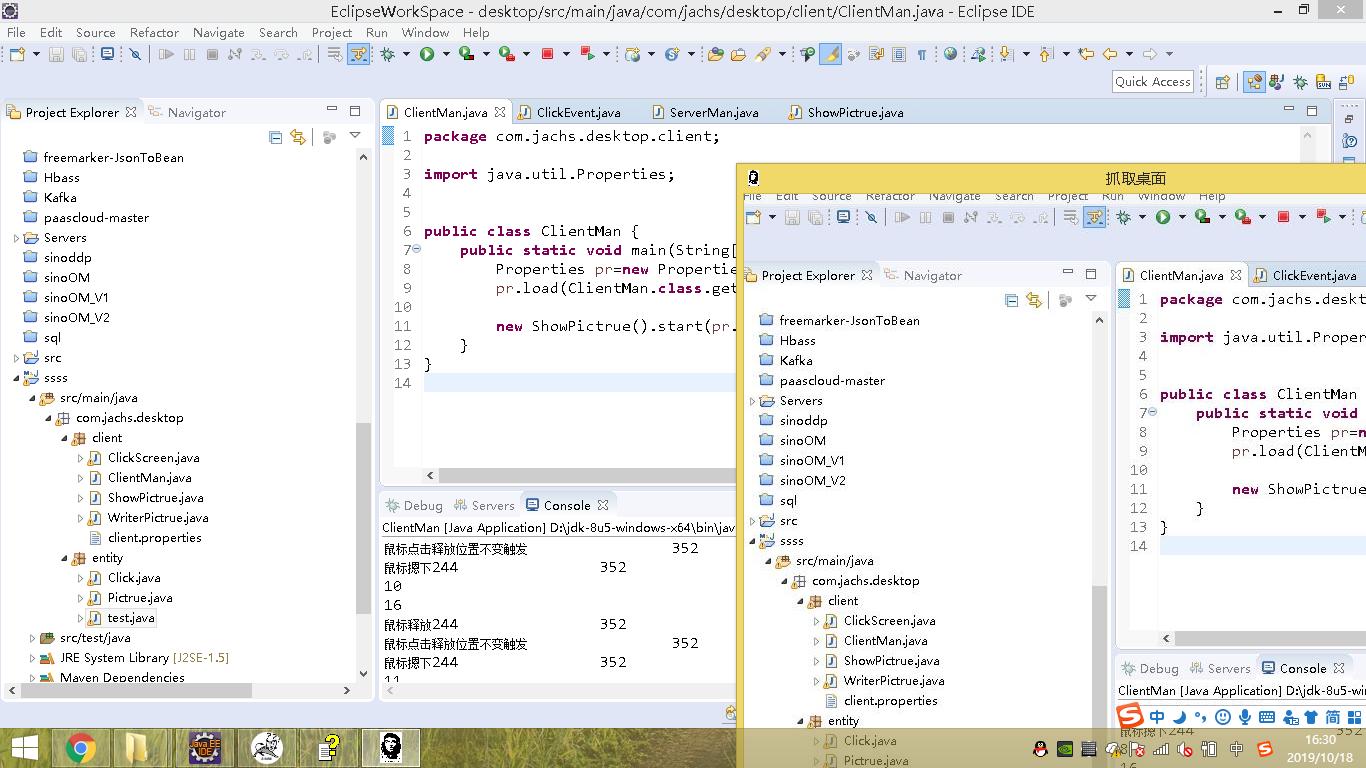 EclipseWorkSpace - desktop/src/main/java/com/jachs/desktop/client/ClientMan.java - Eclipse IDE
File Edit Source Refactor Navigate Search Project Run Window Help
Quick Access
Project Explorer Navigator
freemarker-JsonToBean
Hbass
Kafka
paascloud-master
Servers
sinoddp
sinoOM
sinoOM_V1
sinoOM_V2
sql
src
ssss
src/main/java
com.jachs.desktop
client
ClickScreen.java
ClientMan.java
ShowPictrue.java
WriterPictrue.java
client.properties
entity
Click.java
Pictrue.java
test.java
src/test/java
JRE System Library [J2SE-1.5]
Maven Dependencies
ClientMan.java ClickEvent.java ServerMan.java ShowPictrue.java
1 package com.jachs.desktop.client;
2
3 import java.util.Properties;
4
5
6 public class ClientMan {
7 public static void main(String[
8 Properties pr=new Propertie
9 pr.load(ClientMan.class.get
10
11 new ShowPictrue().start(pr.
12 }
13 }
14
Debug Servers Console
ClientMan [Java Application] D:\jdk-8u5-windows-x64\bin\jav
鼠标点击释放位置不变触发 352
鼠标摁下244 352
10
16
鼠标释放244 352
鼠标点击释放位置不变触发 352
鼠标摁下244 352
11
抓取桌面
File Edit Source Refactor Navigate Search Project Run Window Help
Project Explorer Navigator
freemarker-JsonToBean
Hbass
Kafka
paascloud-master
Servers
sinoddp
sinoOM
sinoOM_V1
sinoOM_V2
sql
src
ssss
src/main/java
com.jachs.desktop
client
ClickScreen.java
ClientMan.java
ShowPictrue.java
WriterPictrue.java
client.properties
entity
Click.java
Pictrue.java
ClientMan.java ClickEvent.java
1 package com.jachs.deskt
2
3 import java.util.Proper
4
5
6 public class ClientMan
7 public static void
8 Properties pr=n
9 pr.load(ClientM
10
11 new ShowPictrue
12 }
13 }
14
Debug Servers Console
ClientMan [Java Application] D:\jdk-8u5-w
中 简
352
16
Java EE
IDE
中
16:30
2019/10/18